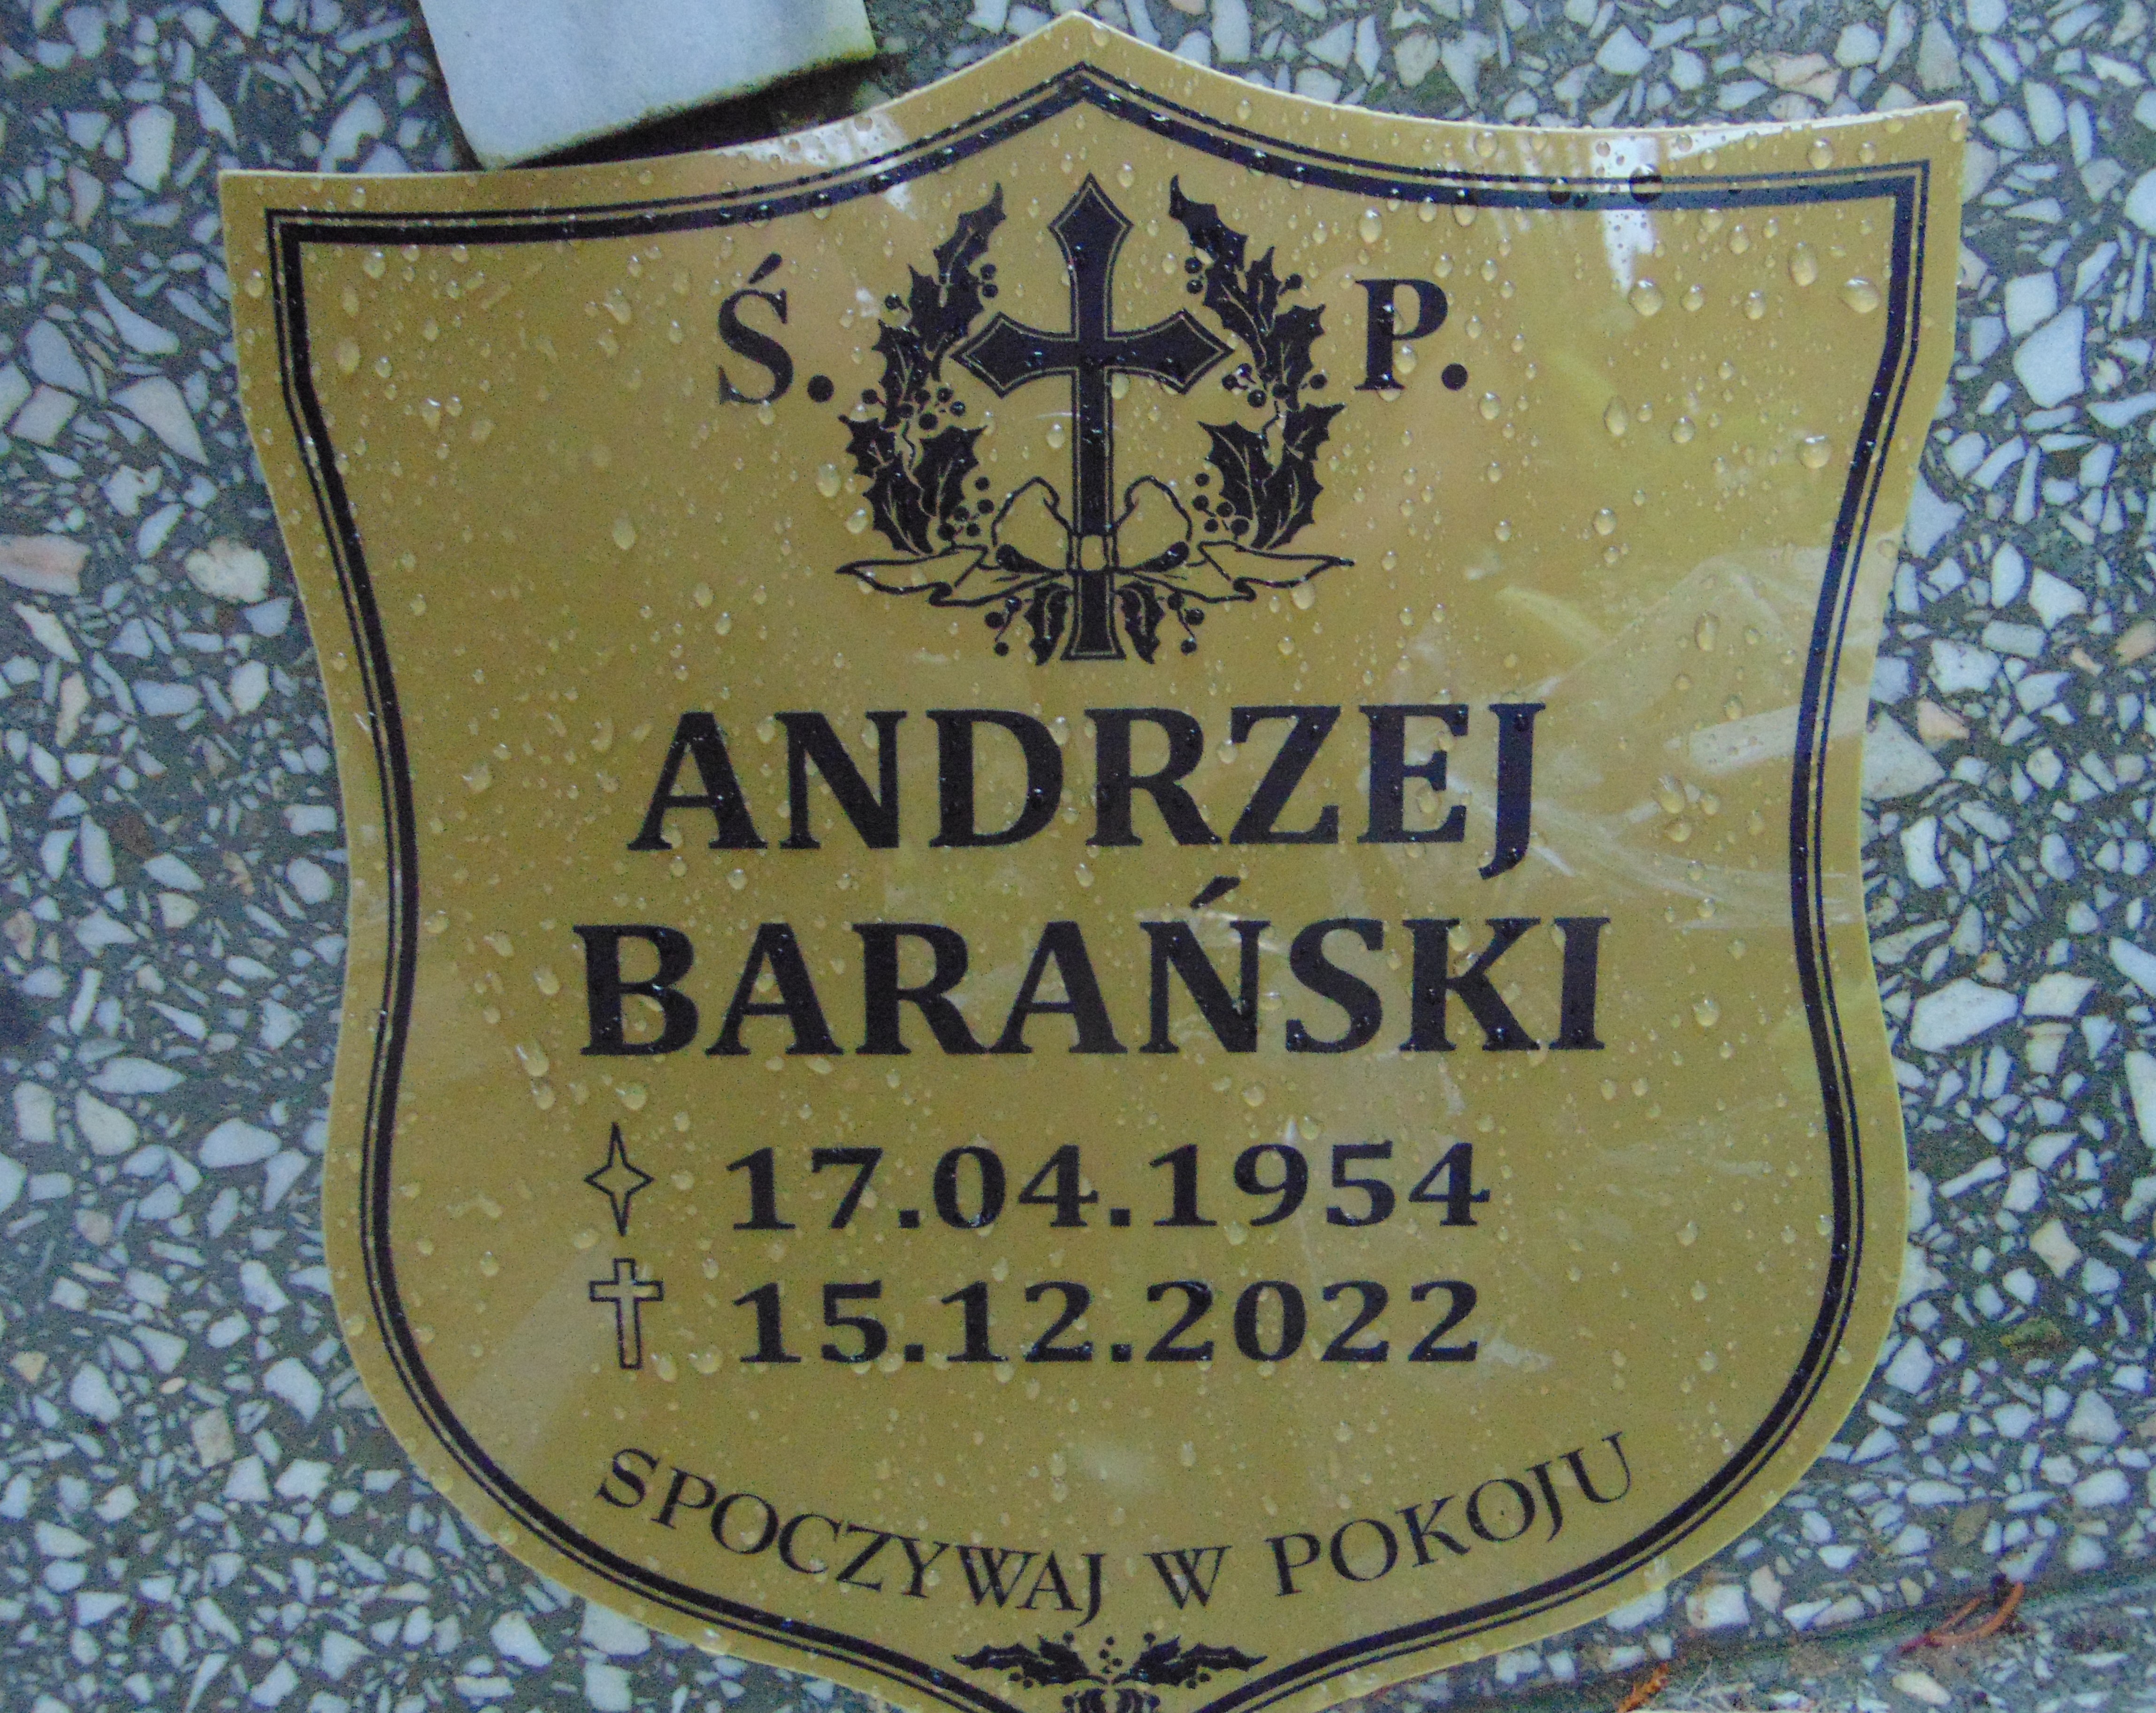 Ś. P.
ANDRZEJ
BARAŃSKI
17.04.1954
15.12.2022
SPOCZYWAJ W POKOJU